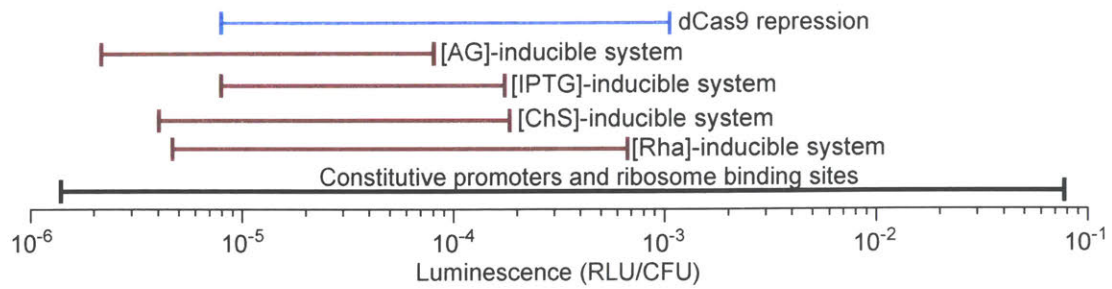 dCas9 repression
[AG]-inducible system
[IPTG]-inducible system
[ChS]-inducible system
[Rha]-inducible system
Constitutive promoters and ribosome binding sites
10-6 10-5 10-4 10-3 10-2 10-1
Luminescence (RLU/CFU)